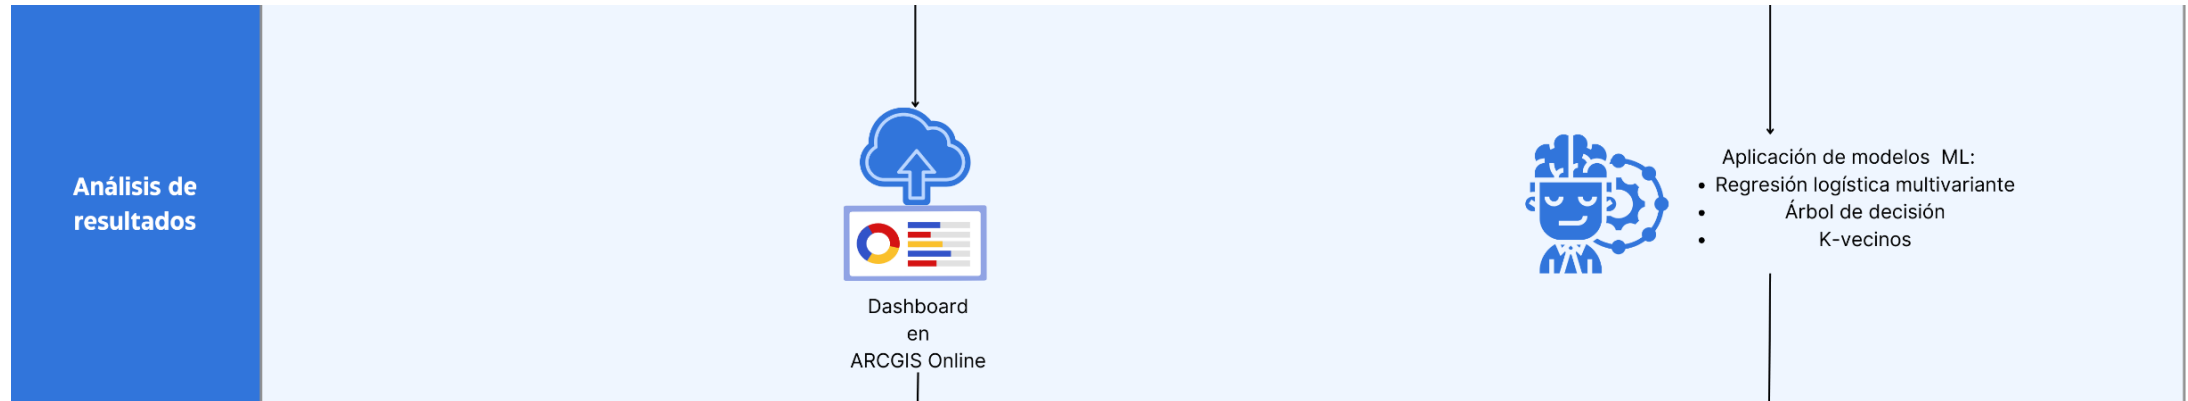 Análisis de
resultados
Dashboard
en
ARCGIS Online
Aplicación de modelos  ML:
• Regresión logística multivariante
• Árbol de decisión
• K-vecinos